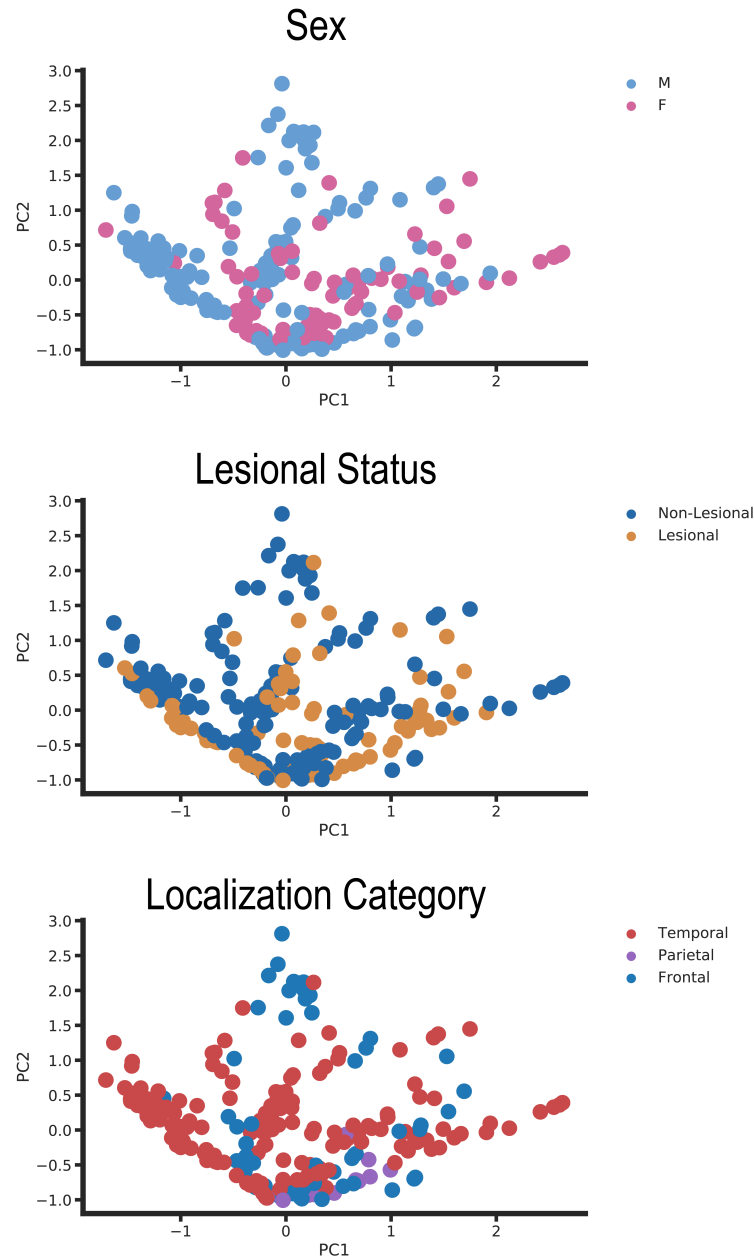 Sex
3.0
2.5
2.0
1.5
1.0
0.5
0.0
−0.5
−1.0
PC2
−1
0
1
2
PC1
M
F
Lesional Status
3.0
2.5
2.0
1.5
1.0
0.5
0.0
−0.5
−1.0
PC2
−1
0
1
2
PC1
Non-Lesional
Lesional
Localization Category
3.0
2.5
2.0
1.5
1.0
0.5
0.0
−0.5
−1.0
PC2
−1
0
1
2
PC1
Temporal
Parietal
Frontal